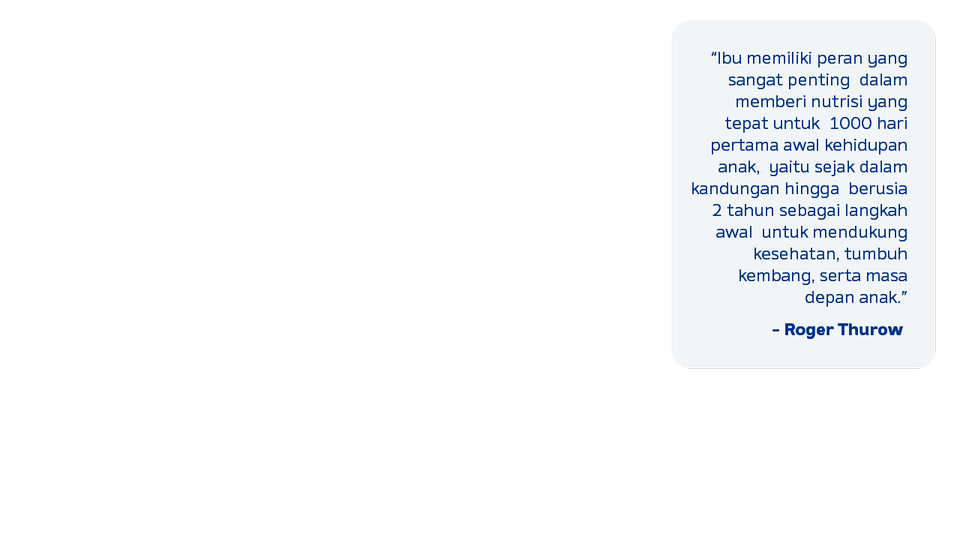 “Ibu memiliki peran yang
sangat penting dalam
memberi nutrisi yang
tepat untuk 1000 hari
pertama awal kehidupan
anak, yaitu sejak dalam
kandungan hingga berusia
2 tahun sebagai langkah
awal untuk mendukung
kesehatan, tumbuh
kembang, serta masa
depan anak.”
- Roger Thurow